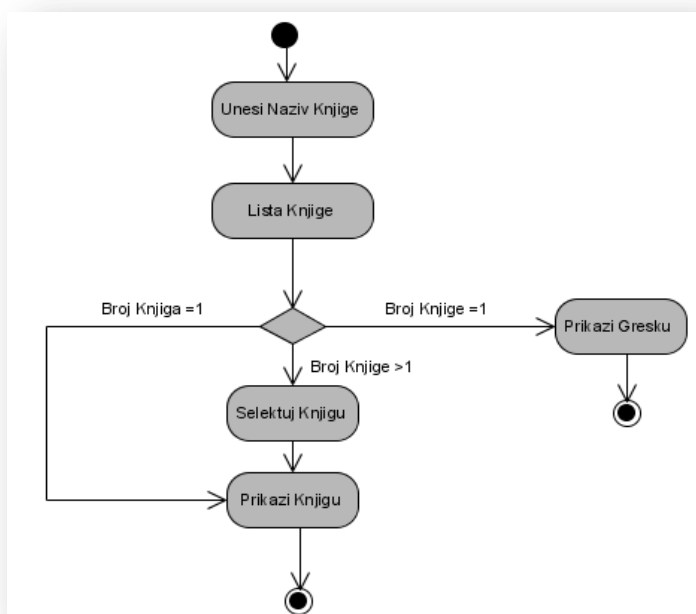 Unesi Naziv Knjige
Lista Knjige
Broj Knjiga =1
Broj Knjige =1
Prikazi Gresku
Broj Knjige >1
Selektuj Knjigu
Prikazi Knjigu